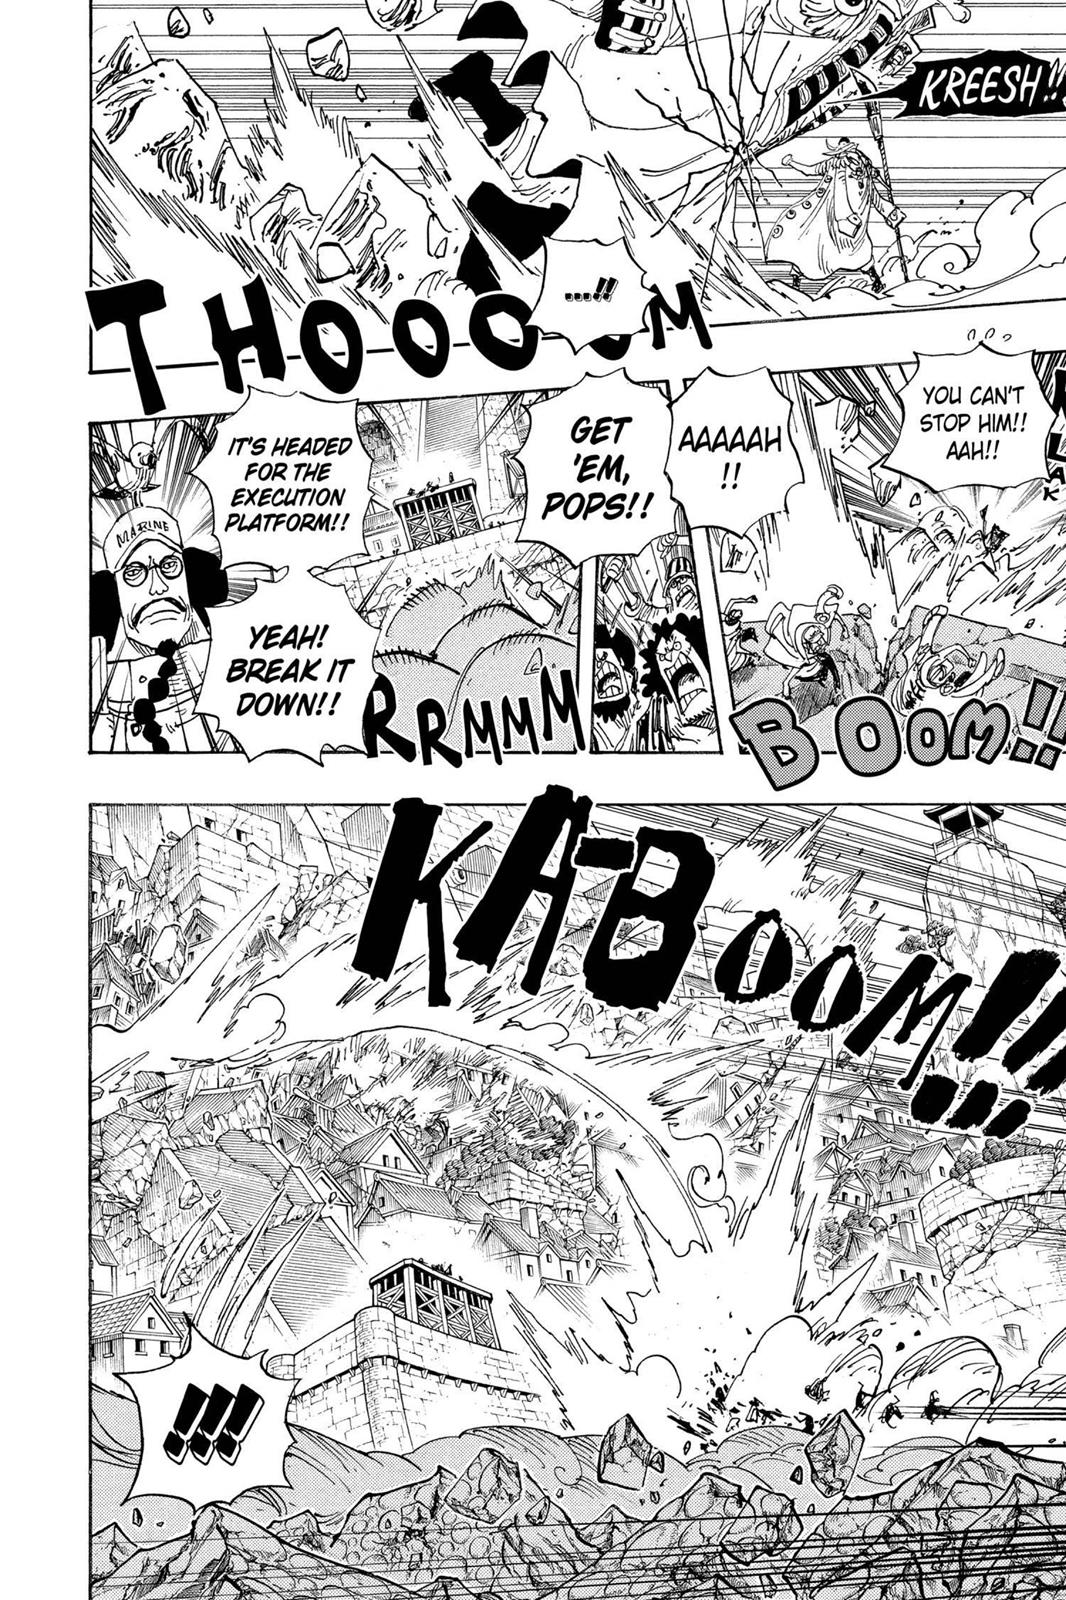 KREESH!!
...!!
THOOOOOM
YOU CAN'T
STOP HIM!!
AAH!!
BOOM!!
AAAAAH
!!
GET
'EM,
POPS!!
IT'S HEADED
FOR THE
EXECUTION
PLATFORM!!
YEAH!
BREAK IT
DOWN!!
RRMMM
MARINE
KA-BOOOM!!!
!!!!